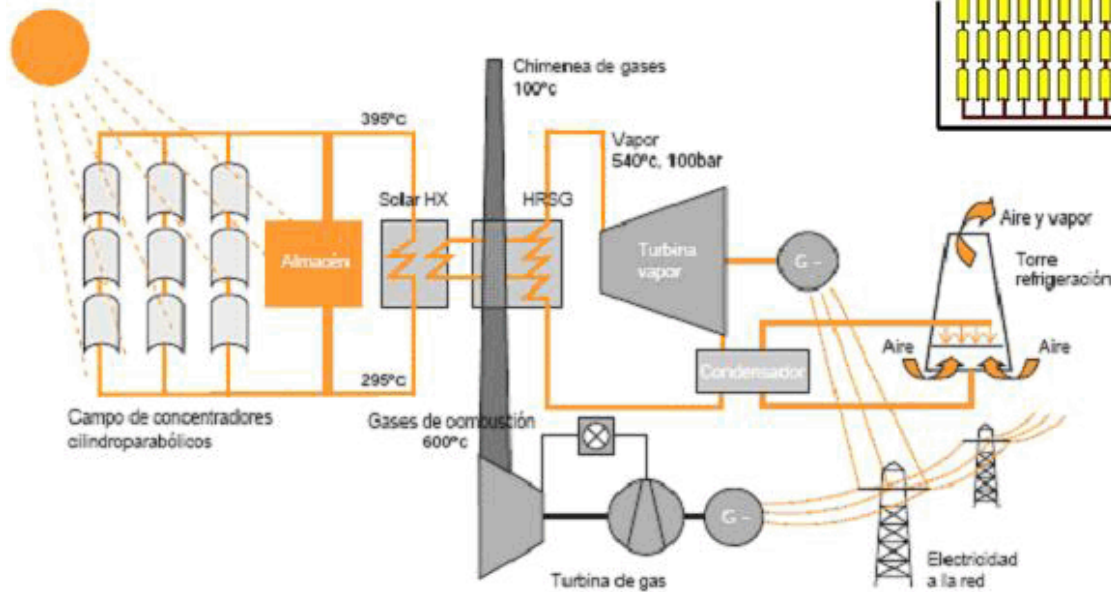 Chimenea de gases
100ºc
395ºC
Vapor
540ºc, 100bar
Sollar HX
HRSG
Aire y vapor
Torre
refrigeración
Almacén
Turbina
vapor
G ~
Aire
Aire
Condensador
295ºC
Campo de concentradores
cilindroparabólicos
Gases de combustión
600ºc
G ~
Turbina de gas
Electricidad
a la red